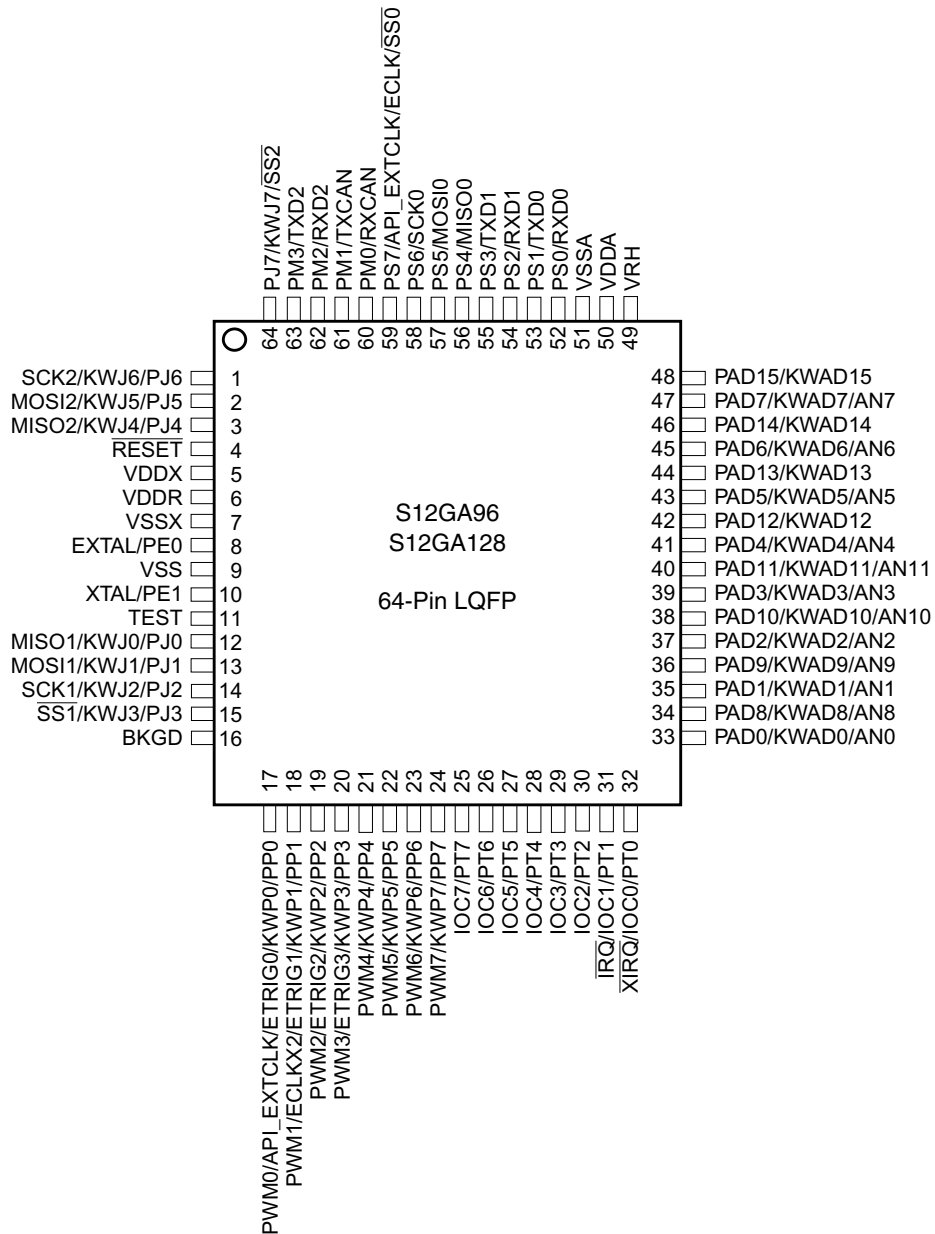 PJ7/KWJ7/SS2
PM3/TXD2
PM2/RXD2
PM1/TXCAN
PM0/RXCAN
PS7/API_EXTCLK/ECLK/SS0
PS6/SCK0
PS5/MOSI0
PS4/MISO0
PS3/TXD1
PS2/RXD1
PS1/TXD0
PS0/RXD0
VSSA
VDDA
VRH
64
63
62
61
60
59
58
57
56
55
54
53
52
51
50
49
SCK2/KWJ6/PJ6 1
MOSI2/KWJ5/PJ5 2
MISO2/KWJ4/PJ4 3
RESET 4
VDDX 5
VDDR 6
VSSX 7
EXTAL/PE0 8
VSS 9
XTAL/PE1 10
TEST 11
MISO1/KWJ0/PJ0 12
MOSI1/KWJ1/PJ1 13
SCK1/KWJ2/PJ2 14
SS1/KWJ3/PJ3 15
BKGD 16
S12GA96
S12GA128
64-Pin LQFP
48 PAD15/KWAD15
47 PAD7/KWAD7/AN7
46 PAD14/KWAD14
45 PAD6/KWAD6/AN6
44 PAD13/KWAD13
43 PAD5/KWAD5/AN5
42 PAD12/KWAD12
41 PAD4/KWAD4/AN4
40 PAD11/KWAD11/AN11
39 PAD3/KWAD3/AN3
38 PAD10/KWAD10/AN10
37 PAD2/KWAD2/AN2
36 PAD9/KWAD9/AN9
35 PAD1/KWAD1/AN1
34 PAD8/KWAD8/AN8
33 PAD0/KWAD0/AN0
17
18
19
20
21
22
23
24
25
26
27
28
29
30
31
32
PWM0/API_EXTCLK/ETRIG0/KWP0/PP0
PWM1/ECLKX2/ETRIG1/KWP1/PP1
PWM2/ETRIG2/KWP2/PP2
PWM3/ETRIG3/KWP3/PP3
PWM4/KWP4/PP4
PWM5/KWP5/PP5
PWM6/KWP6/PP6
PWM7/KWP7/PP7
IOC7/PT7
IOC6/PT6
IOC5/PT5
IOC4/PT4
IOC3/PT3
IOC2/PT2
IRQ/IOC1/PT1
XIRQ/IOC0/PT0